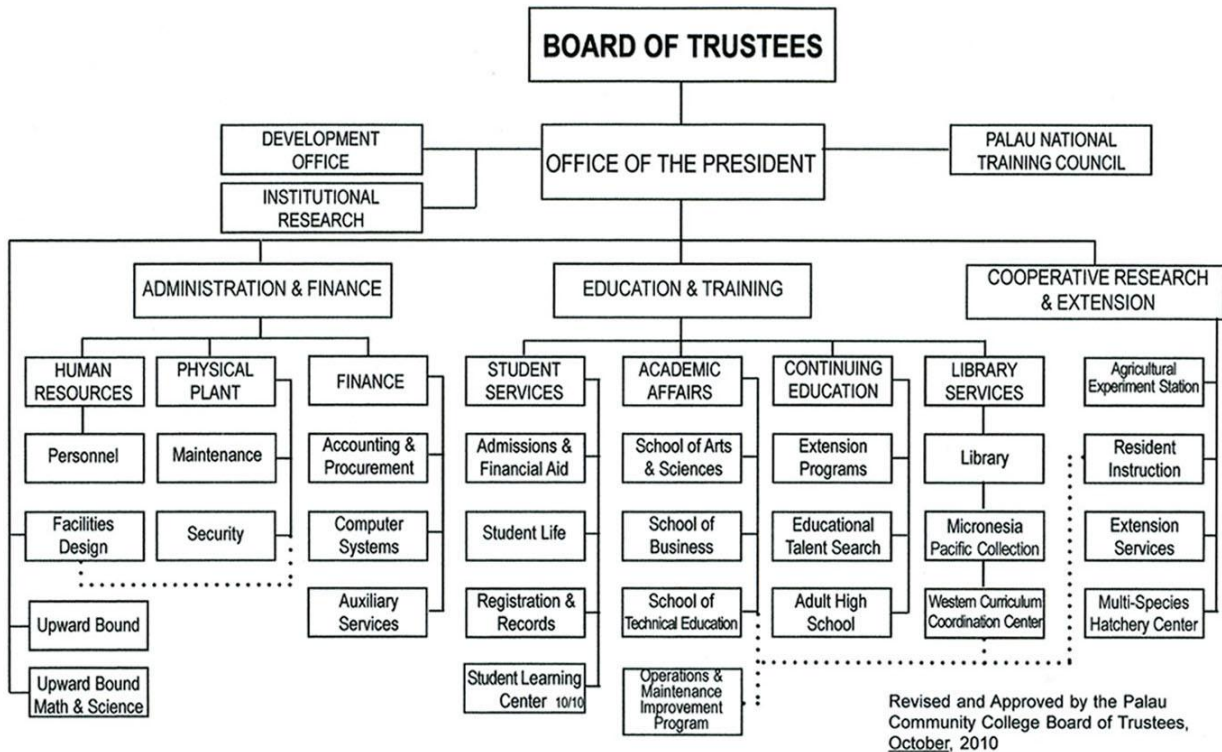 BOARD OF TRUSTEES
DEVELOPMENT
OFFICE
OFFICE OF THE PRESIDENT
PALAU NATIONAL
TRAINING COUNCIL
INSTITUTIONAL
RESEARCH
ADMINISTRATION & FINANCE
EDUCATION & TRAINING
COOPERATIVE RESEARCH
& EXTENSION
HUMAN
RESOURCES
PHYSICAL
PLANT
FINANCE
STUDENT
SERVICES
ACADEMIC
AFFAIRS
CONTINUING
EDUCATION
LIBRARY
SERVICES
Agricultural
Experiment Station
Personnel
Maintenance
Accounting &
Procurement
Admissions &
Financial Aid
School of Arts
& Sciences
Extension
Programs
Library
Resident
Instruction
Facilities
Design
Security
Computer
Systems
Student Life
School of
Business
Educational
Talent Search
Micronesia
Pacific Collection
Extension
Services
Upward Bound
Auxiliary
Services
Registration &
Records
School of
Technical Education
Adult High
School
Western Curriculum
Coordination Center
Multi-Species
Hatchery Center
Upward Bound
Math & Science
Student Learning
Center 10/10
Operations &
Maintenance
Improvement
Program
Revised and Approved by the Palau
Community College Board of Trustees,
October, 2010